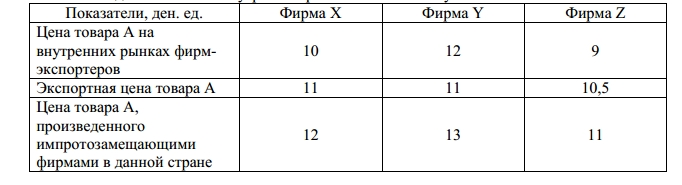 Показатели, ден. ед. Фирма X Фирма Y Фирма Z
Цена товара А на
внутренних рынках фирм- 10 12 9
экспортеров
Экспортная цена товара А 11 11 10,5
Цена товара А,
произведенного
импротозамещающими 12 13 11
фирмами в данной стране